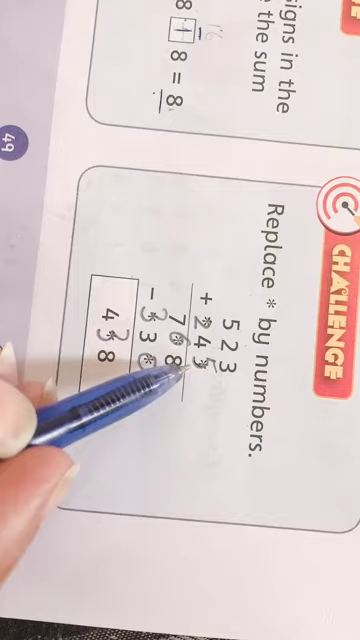 signs in the
the sum
16
8 + 8 = 8
49
CHALLENGE
Replace * by numbers.
5 2 3
+ 2 4 5
7 6 8
- 3 3
4 3 8